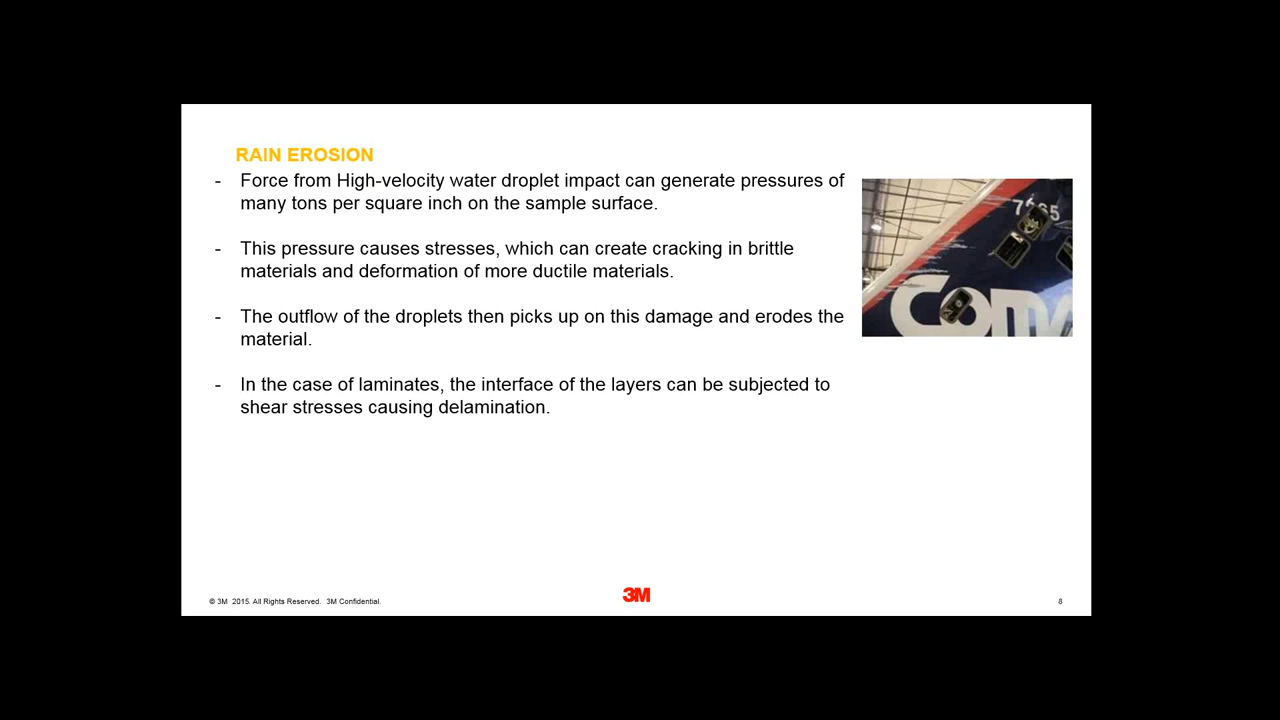 RAIN EROSION
- Force from High-velocity water droplet impact can generate pressures of
many tons per square inch on the sample surface.
- This pressure causes stresses, which can create cracking in brittle
materials and deformation of more ductile materials.
- The outflow of the droplets then picks up on this damage and erodes the
material.
- In the case of laminates, the interface of the layers can be subjected to
shear stresses causing delamination.
© 3M 2015. All Rights Reserved. 3M Confidential.
3M
8